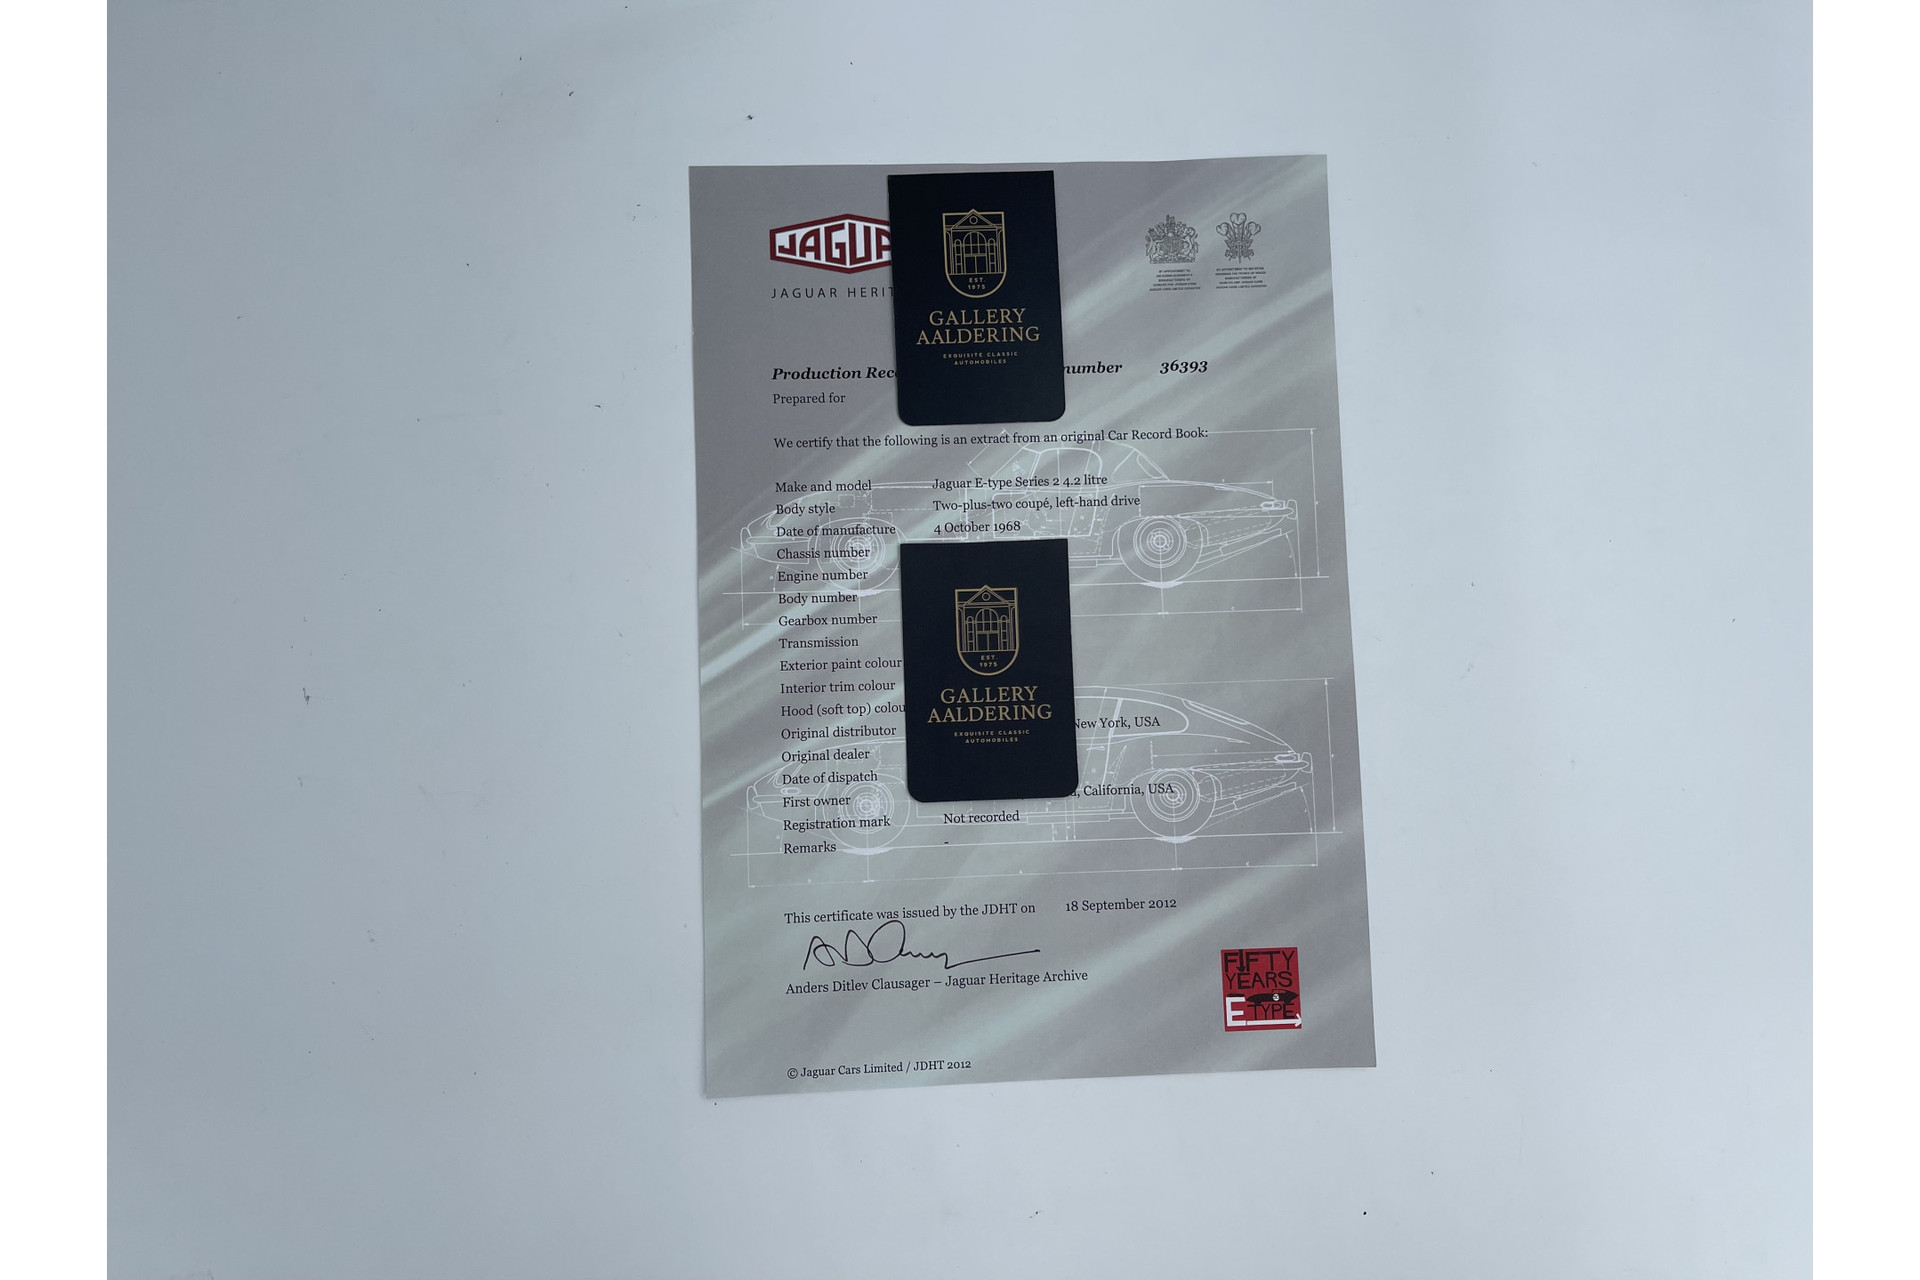 JAGUA
JAGUAR HERIT
EST.
1975
GALLERY
AALDERING
EXQUISITE CLASSIC
AUTOMOBILES
Production Rec number 36393
Prepared for
We certify that the following is an extract from an original Car Record Book:
Make and model Jaguar E-type Series 2 4.2 litre
Body style Two-plus-two coupé, left-hand drive
Date of manufacture 4 October 1968
Chassis number
Engine number
Body number
Gearbox number
Transmission
Exterior paint colour
Interior trim colour
Hood (soft top) colou
Original distributor New York, USA
Original dealer
Date of dispatch
First owner , California, USA
Registration mark Not recorded
Remarks -
EST.
1975
GALLERY
AALDERING
EXQUISITE CLASSIC
AUTOMOBILES
This certificate was issued by the JDHT on 18 September 2012
Anders Ditlev Clausager – Jaguar Heritage Archive
FIFTY
YEARS
E TYPE
© Jaguar Cars Limited / JDHT 2012